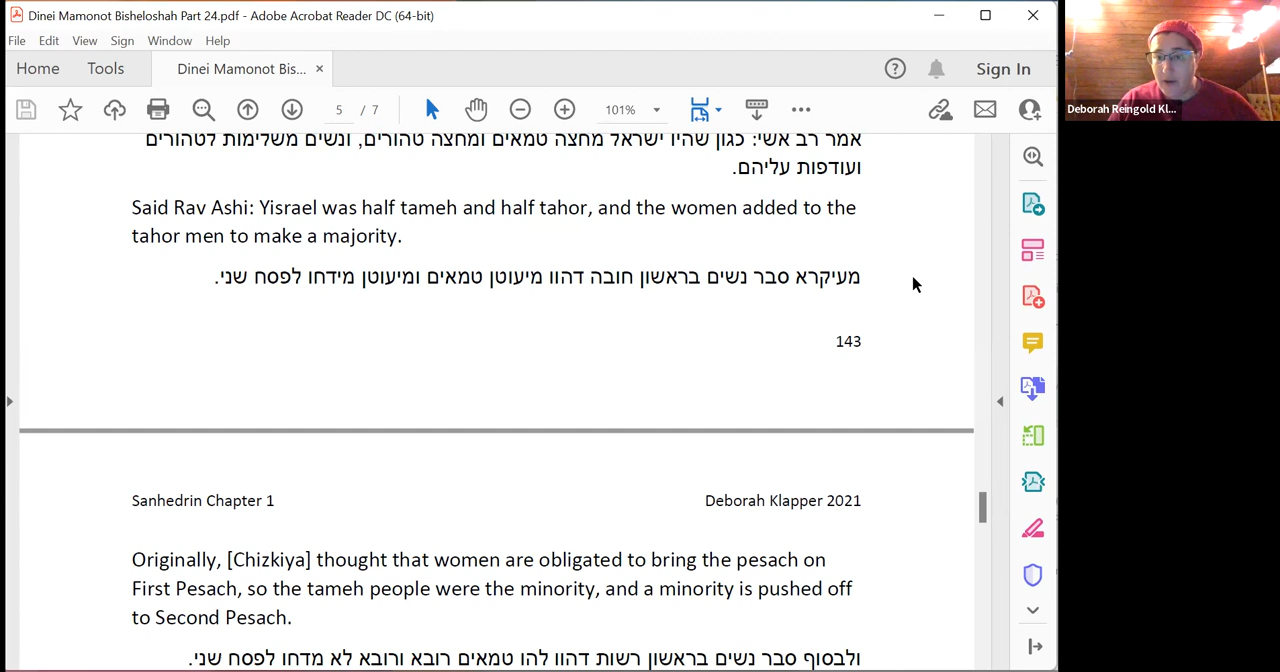 Dinei Mamonot Bisheloshah Part 24.pdf - Adobe Acrobat Reader DC (64-bit)
File Edit View Sign Window Help
Home Tools Dinei Mamonot Bis... × Sign In
5 / 7 101%
Deborah Reingold Kl...
אמר רב אשי: כגון שהיו ישראל מחצה טמאים ומחצה טהורים, ונשים משלימות לטהורים
ועודפות עליהם.
Said Rav Ashi: Yisrael was half tameh and half tahor, and the women added to the
tahor men to make a majority.
מעיקרא סבר נשים בראשון חובה דהוו מיעוטן טמאים ומיעוטן מידחו לפסח שני.
143
Sanhedrin Chapter 1 Deborah Klapper 2021
Originally, [Chizkiya] thought that women are obligated to bring the pesach on
First Pesach, so the tameh people were the minority, and a minority is pushed off
to Second Pesach.
ולבסוף סבר נשים בראשון רשות דהוו להו טמאים רובא ורובא לא מדחו לפסח שני.